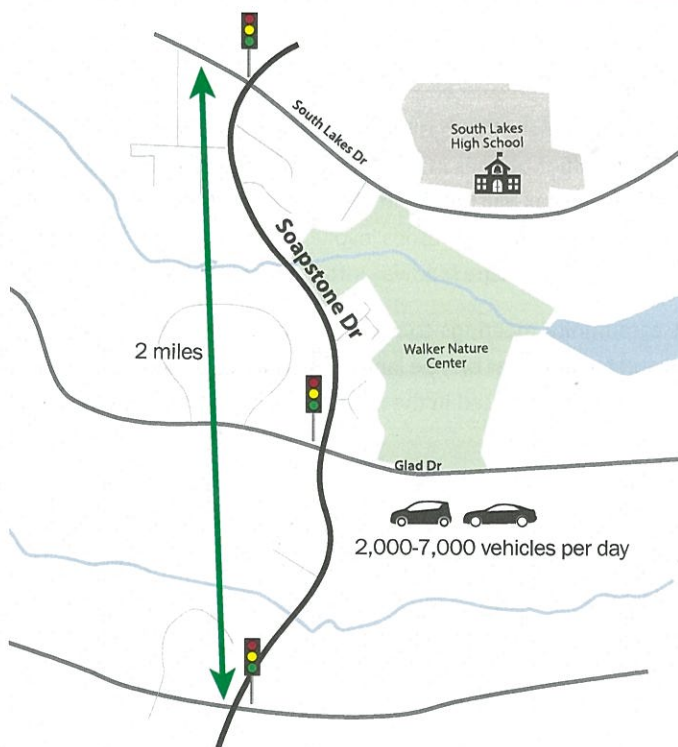 South Lakes Dr
South Lakes
High School
Soapstone Dr
2 miles
Walker Nature
Center
Glad Dr
2,000-7,000 vehicles per day